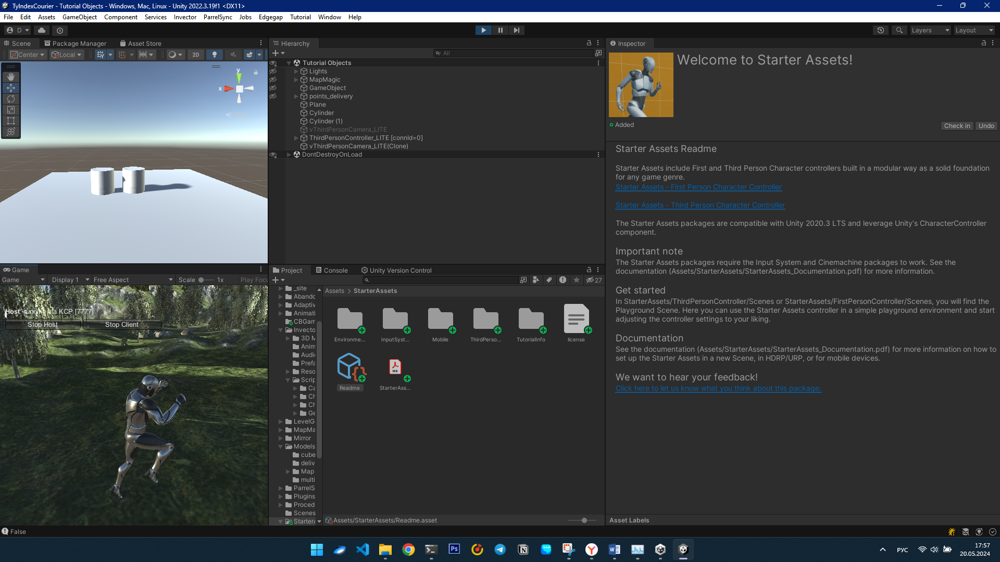 TyIndexCourier - Tutorial Objects - Windows, Mac, Linux - Unity 2022.3.19f1 <DX11>
File Edit Assets GameObject Component Services Invector ParrelSync Jobs Edgegap Tutorial Window Help
D
Layers
Layout
Scene
Package Manager
Asset Store
Center
Local
2D
y
x
Hierarchy
All
Tutorial Objects
Lights
MapMagic
GameObject
points_delivery
Plane
Cylinder
Cylinder (1)
vThirdPersonCamera_LITE
ThirdPersonController_LITE [connId=0]
vThirdPersonCamera_LITE(Clone)
DontDestroyOnLoad
Game
Game
Display 1
Free Aspect
Scale
1x
Play Foc
Host: running via KCP [7777]
Stop Host
Stop Client
Project
Console
Unity Version Control
27
_site
Abando
Adaptiv
Animati
CBGam
Invecto
3D M
Anim
Audi
Prefa
Reso
Scrip
Ca
Ch
Ch
Ge
LevelG
MapMa
Mirror
Models
cube
deliv
Map
multi
ParrelS
Plugins
Proced
Scenes
StarterA
Assets > StarterAssets
Environme...
InputSyst...
Mobile
ThirdPerso...
TutorialInfo
license
Readme
StarterAss...
Assets/StarterAssets/Readme.asset
Inspector
Welcome to Starter Assets!
Added
Check in
Undo
Starter Assets Readme
Starter Assets include First and Third Person Character controllers built in a modular way as a solid foundation
for any game genre.
Starter Assets - First Person Character Controller
Starter Assets - Third Person Character Controller
The Starter Assets packages are compatible with Unity 2020.3 LTS and leverage Unity's CharacterController
component.
Important note
The Starter Assets packages require the Input System and Cinemachine packages to work. See the
documentation (Assets/StarterAssets/StarterAssets_Documentation.pdf) for more information.
Get started
In StarterAssets/ThirdPersonController/Scenes or StarterAssets/FirstPersonController/Scenes, you will find the
Playground Scene. Here you can use the Starter Assets controller in a simple playground environment and start
adjusting the controller settings to your liking.
Documentation
See the documentation (Assets/StarterAssets/StarterAssets_Documentation.pdf) for more information on how to
set up the Starter Assets in a new Scene, in HDRP/URP, or for mobile devices.
We want to hear your feedback!
Click here to let us know what you think about this package.
Asset Labels
False
Ps
РУС
17:57
20.05.2024